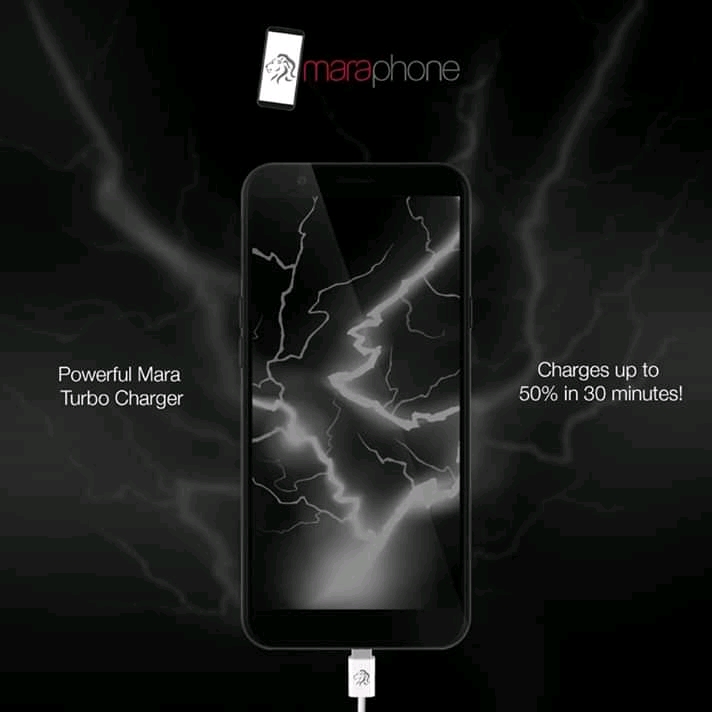 maraphone
Powerful Mara
Turbo Charger
Charges up to
50% in 30 minutes!